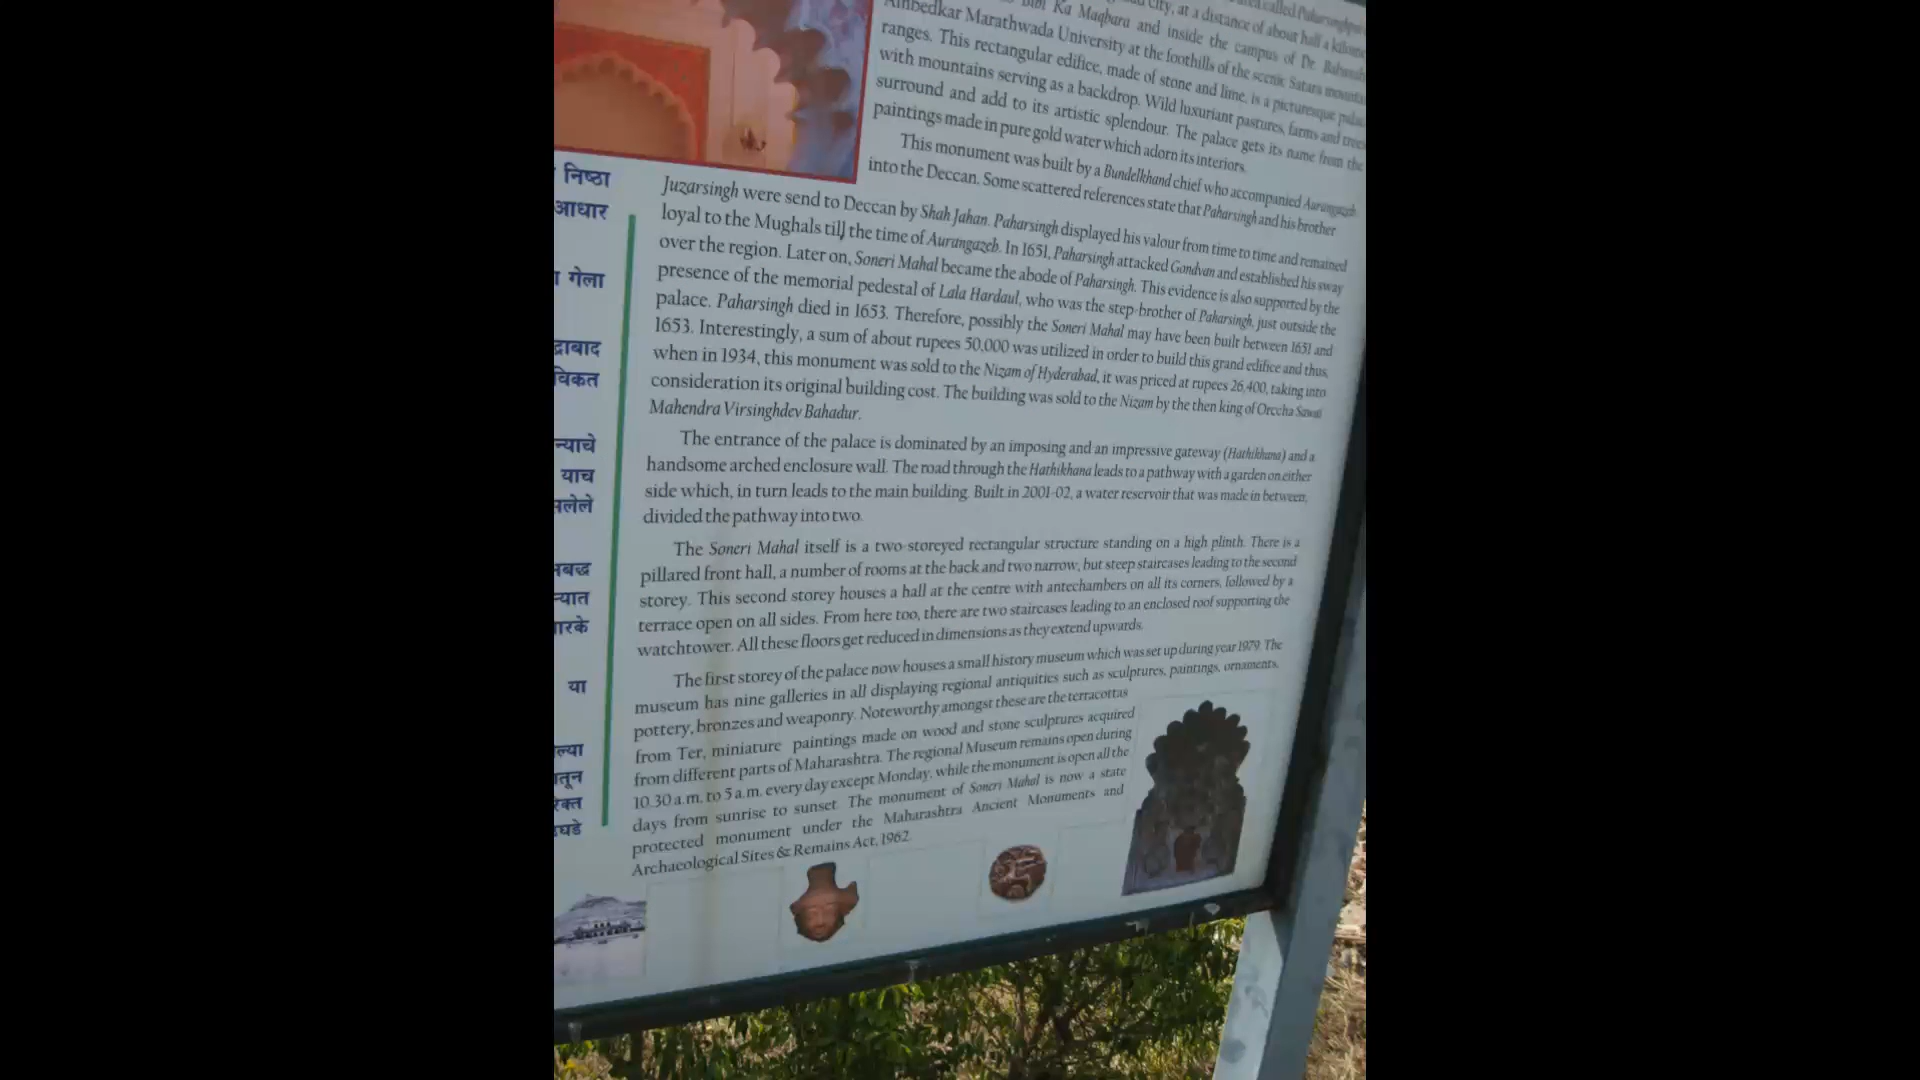 called Paharsinghpura
city, at a distance of about half a kilome
Bibi Ka Maqbara and inside the campus of Dr. Babasaheb
Ambedkar Marathwada University at the foothills of the scenic Satara mounta
ranges. This rectangular edifice, made of stone and lime, is a picturesque pala
with mountains serving as a backdrop. Wild luxuriant pastures, farms and trees
surround and add to its artistic splendour. The palace gets its name from the
paintings made in pure gold water which adorn its interiors.
This monument was built by a Bundelkhand chief who accompanied Aurangazeb
into the Deccan. Some scattered references state that Paharsingh and his brother
Juzarsingh were send to Deccan by Shah Jahan. Paharsingh displayed his valour from time to time and remained
loyal to the Mughals till the time of Aurangazeb. In 1651, Paharsingh attacked Gondvan and established his sway
over the region. Later on, Soneri Mahal became the abode of Paharsingh. This evidence is also supported by the
presence of the memorial pedestal of Lala Hardaul, who was the step-brother of Paharsingh, just outside the
palace. Paharsingh died in 1653. Therefore, possibly the Soneri Mahal may have been built between 1651 and
1653. Interestingly, a sum of about rupees 50,000 was utilized in order to build this grand edifice and thus,
when in 1934, this monument was sold to the Nizam of Hyderabad, it was priced at rupees 26,400, taking into
consideration its original building cost. The building was sold to the Nizam by the then king of Orccha Sawai
Mahendra Virsinghdev Bahadur.
The entrance of the palace is dominated by an imposing and an impressive gateway (Hathikhana) and a
handsome arched enclosure wall. The road through the Hathikhana leads to a pathway with a garden on either
side which, in turn leads to the main building. Built in 2001-02, a water reservoir that was made in between,
divided the pathway into two.
The Soneri Mahal itself is a two-storeyed rectangular structure standing on a high plinth. There is a
pillared front hall, a number of rooms at the back and two narrow, but steep staircases leading to the second
storey. This second storey houses a hall at the centre with antechambers on all its corners, followed by a
terrace open on all sides. From here too, there are two staircases leading to an enclosed roof supporting the
watchtower. All these floors get reduced in dimensions as they extend upwards.
The first storey of the palace now houses a small history museum which was set up during year 1979. The
museum has nine galleries in all displaying regional antiquities such as sculptures, paintings, ornaments,
pottery, bronzes and weaponry. Noteworthy amongst these are the terracottas
from Ter, miniature paintings made on wood and stone sculptures acquired
from different parts of Maharashtra. The regional Museum remains open during
10.30 a.m. to 5 a.m. every day except Monday, while the monument is open all the
days from sunrise to sunset. The monument of Soneri Mahal is now a state
protected monument under the Maharashtra Ancient Monuments and
Archaeological Sites & Remains Act, 1962.
निष्ठा
आधार
गेला
द्राबाद
विकत
न्याचे
याच
मलेले
नबद्ध
न्यात
ारके
या
ल्या
तून
रक्त
घडे